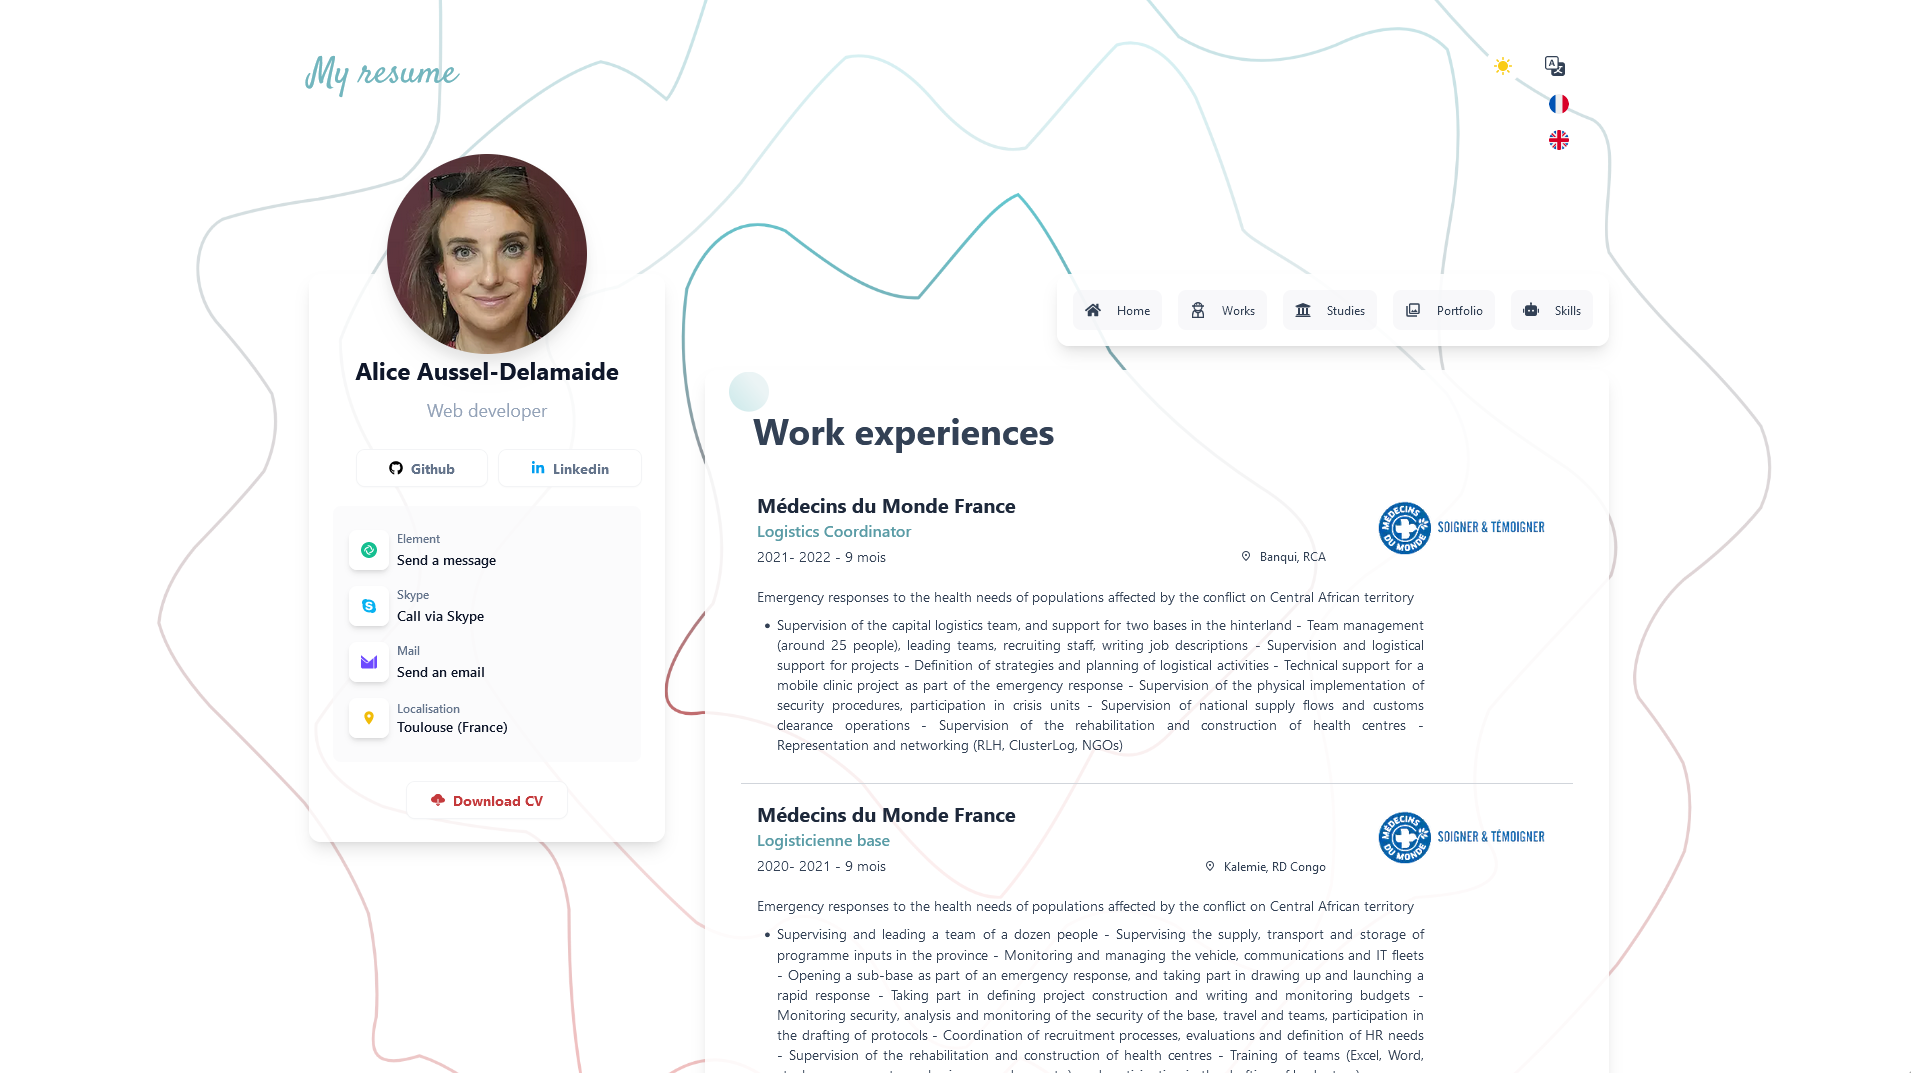 My resume
Alice Aussel-Delamaide
Web developer
Github
Linkedin
Element
Send a message
Skype
Call via Skype
Mail
Send an email
Localisation
Toulouse (France)
Download CV
Home
Works
Studies
Portfolio
Skills
Work experiences
Médecins du Monde France
Logistics Coordinator
2021- 2022 - 9 mois
Banqui, RCA
MÉDECINS DU MONDE
SOIGNER & TÉMOIGNER
Emergency responses to the health needs of populations affected by the conflict on Central African territory
• Supervision of the capital logistics team, and support for two bases in the hinterland - Team management
(around 25 people), leading teams, recruiting staff, writing job descriptions - Supervision and logistical
support for projects - Definition of strategies and planning of logistical activities - Technical support for a
mobile clinic project as part of the emergency response - Supervision of the physical implementation of
security procedures, participation in crisis units - Supervision of national supply flows and customs
clearance operations - Supervision of the rehabilitation and construction of health centres -
Representation and networking (RLH, ClusterLog, NGOs)
Médecins du Monde France
Logisticienne base
2020- 2021 - 9 mois
Kalemie, RD Congo
MÉDECINS DU MONDE
SOIGNER & TÉMOIGNER
Emergency responses to the health needs of populations affected by the conflict on Central African territory
• Supervising and leading a team of a dozen people - Supervising the supply, transport and storage of
programme inputs in the province - Monitoring and managing the vehicle, communications and IT fleets
- Opening a sub-base as part of an emergency response, and taking part in drawing up and launching a
rapid response - Taking part in defining project construction and writing and monitoring budgets -
Monitoring security, analysis and monitoring of the security of the base, travel and teams, participation in
the drafting of protocols - Coordination of recruitment processes, evaluations and definition of HR needs
- Supervision of the rehabilitation and construction of health centres - Training of teams (Excel, Word,